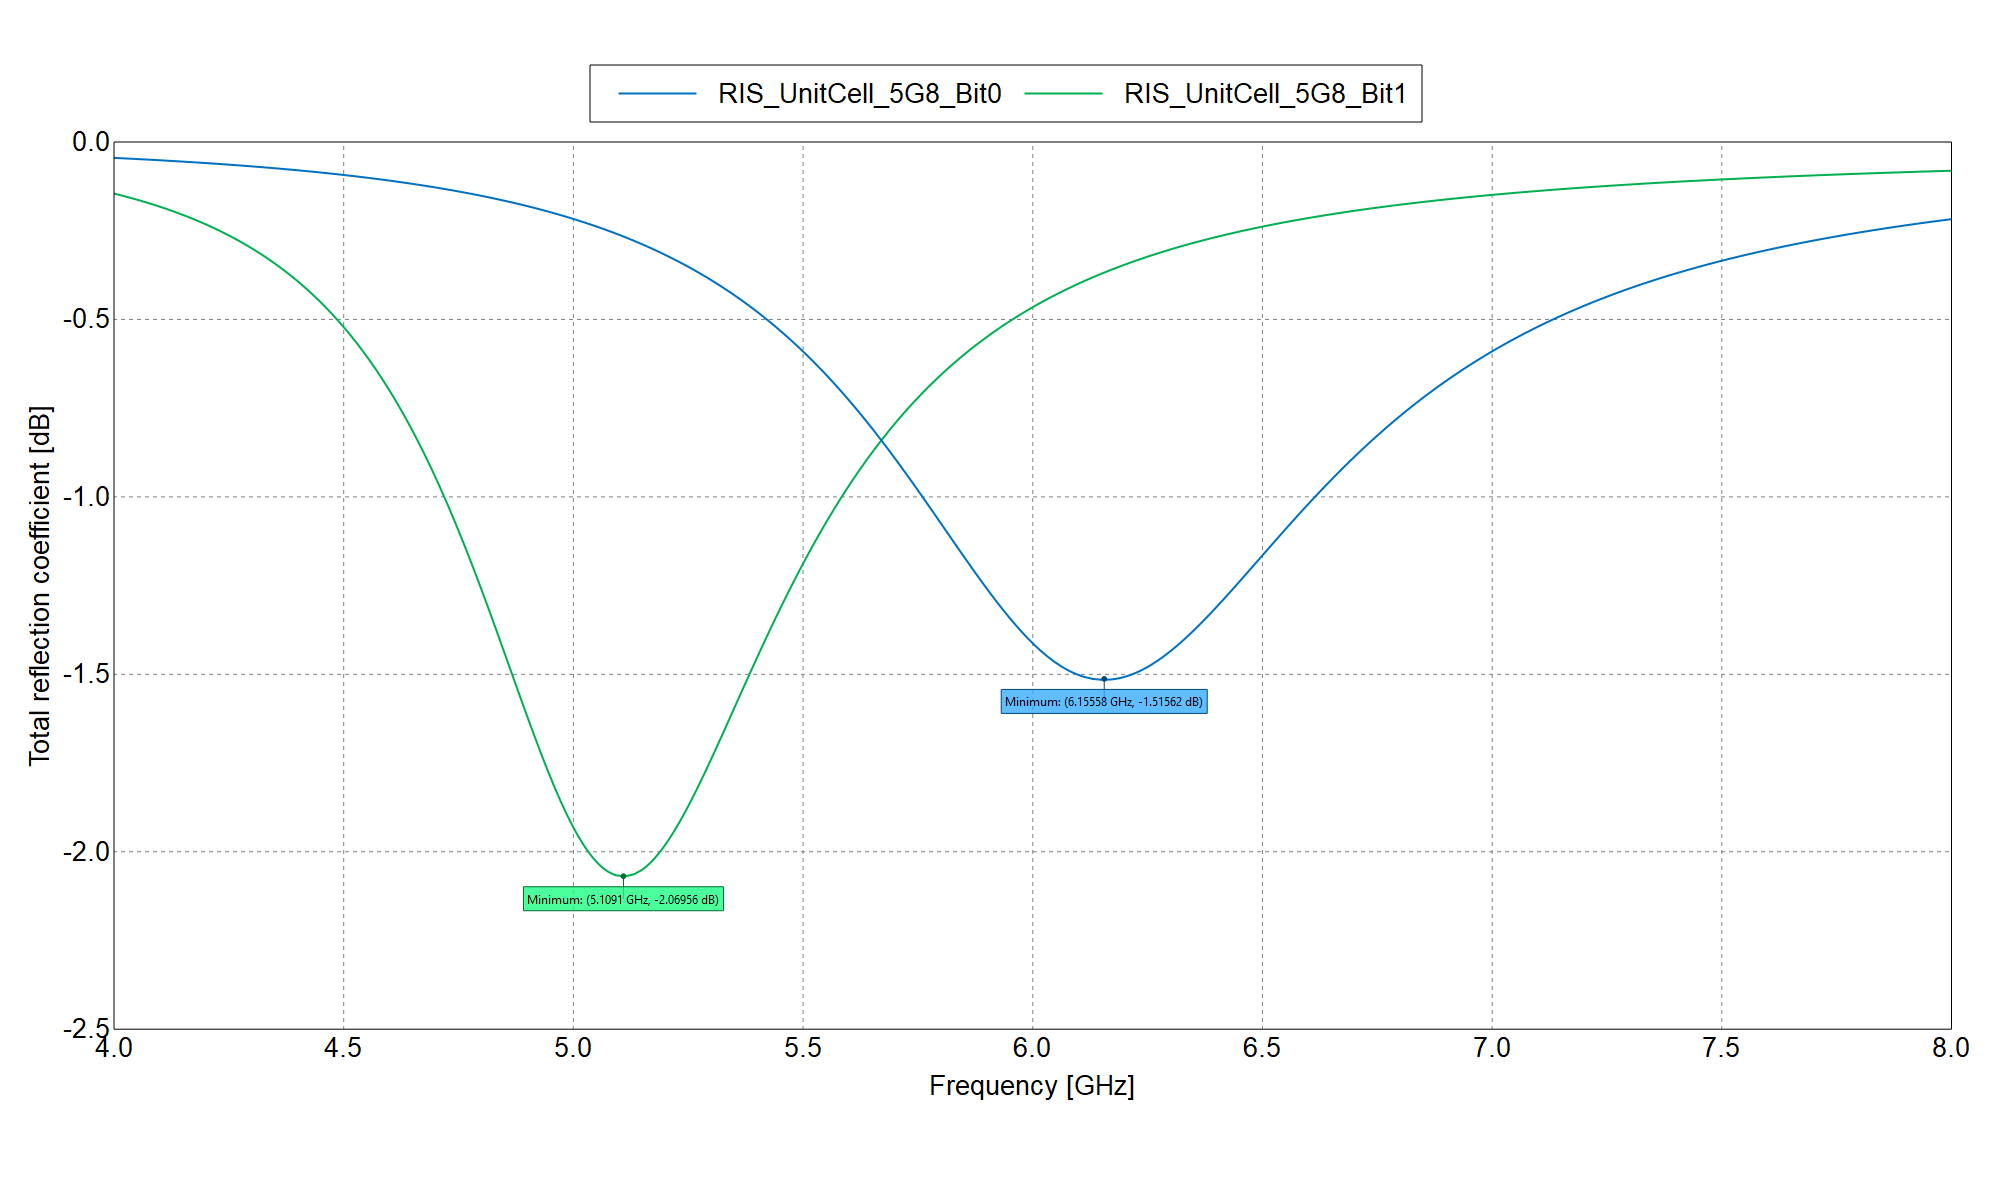 RIS_UnitCell_5G8_Bit0 RIS_UnitCell_5G8_Bit1
0.0
-0.5
-1.0
-1.5
-2.0
-2.5
Total reflection coefficient [dB]
Minimum: (6.15558 GHz, -1.51562 dB)
Minimum: (5.1091 GHz, -2.06956 dB)
4.0 4.5 5.0 5.5 6.0 6.5 7.0 7.5 8.0
Frequency [GHz]